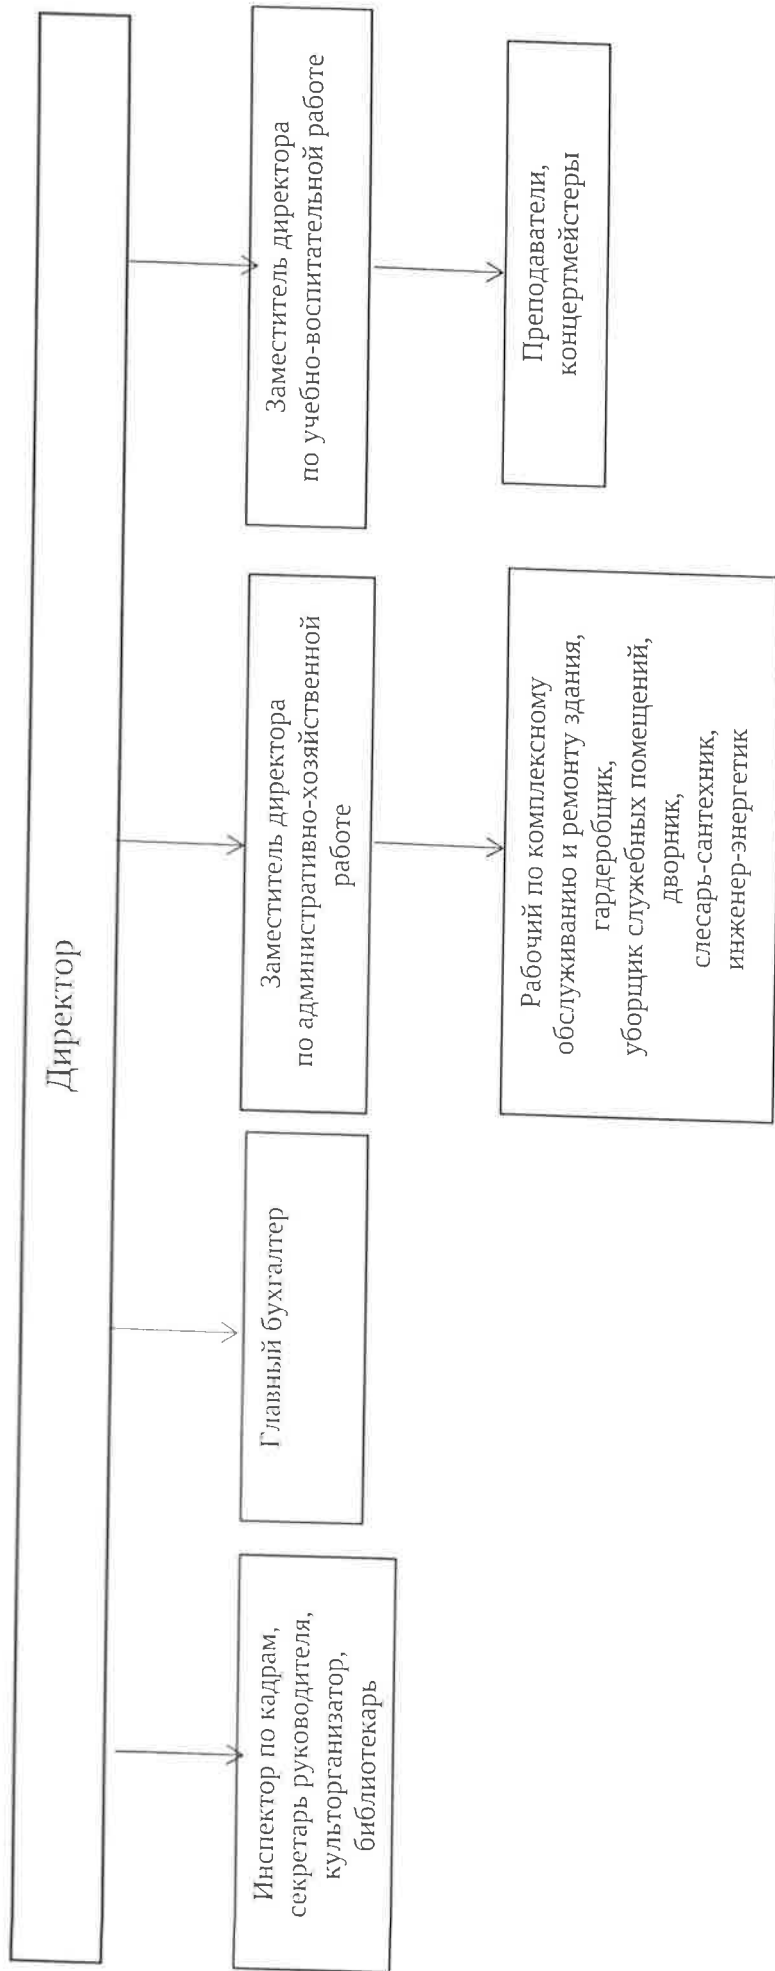 Директор
Инспектор по кадрам,
секретарь руководителя,
культорганизатор,
библиотекарь
Главный бухгалтер
Заместитель директора
по административно-хозяйственной
работе
Заместитель директора
по учебно-воспитательной работе
Рабочий по комплексному
обслуживанию и ремонту здания,
гардеробщик,
уборщик служебных помещений,
дворник,
слесарь-сантехник,
инженер-энергетик
Преподаватели,
концертмейстеры